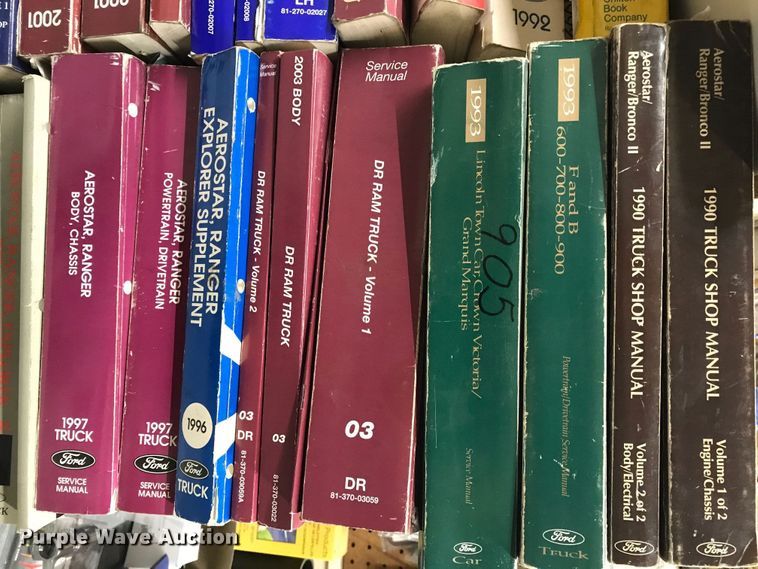 2001
2001
81-270-02007
81-270-02008
LH
81-270-02027
1992
Chilton
Book
Company
AEROSTAR, RANGER
BODY, CHASSIS
1997
TRUCK
Ford
SERVICE
MANUAL
AEROSTAR, RANGER
POWERTRAIN, DRIVETRAIN
1997
TRUCK
Ford
SERVICE
MANUAL
AEROSTAR, RANGER
EXPLORER SUPPLEMENT
1996
Ford
TRUCK
Service
Manual
DR RAM TRUCK - Volume 2
03
DR
81-370-03059A
2003 BODY
DR RAM TRUCK
03
81-370-03022
Service
Manual
DR RAM TRUCK - Volume 1
03
DR
81-370-03059
1993
Lincoln Town Car, Crown Victoria/
Grand Marquis
905
Service Manual
Ford
Car
1993
F and B
600-700-800-900
Powertrain/Drivetrain Service Manual
Ford
Truck
Aerostar/
Ranger/Bronco II
1990 TRUCK SHOP MANUAL
Volume 2 of 2
Body/Electrical
Ford
Aerostar/
Ranger/Bronco II
1990 TRUCK SHOP MANUAL
Volume 1 of 2
Engine/Chassis
Ford
Purple Wave Auction